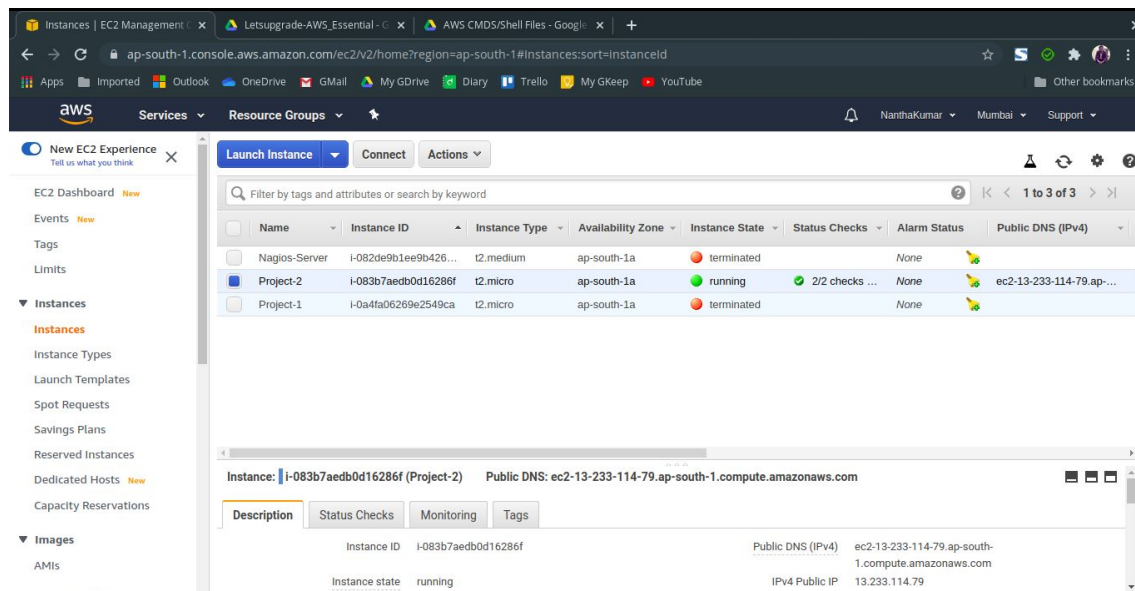 Instances | EC2 Management C
Letsupgrade-AWS_Essential - G
AWS CMDS/Shell Files - Google
ap-south-1.console.aws.amazon.com/ec2/v2/home?region=ap-south-1#Instances:sort=instanceId
Apps Imported Outlook OneDrive GMail My GDrive Diary Trello My GKeep YouTube Other bookmarks
aws Services Resource Groups NanthaKumar Mumbai Support
New EC2 Experience
Tell us what you think
EC2 Dashboard New
Events New
Tags
Limits
Instances
Instances
Instance Types
Launch Templates
Spot Requests
Savings Plans
Reserved Instances
Dedicated Hosts New
Capacity Reservations
Images
AMIs
Launch Instance Connect Actions
Filter by tags and attributes or search by keyword 1 to 3 of 3
Name Instance ID Instance Type Availability Zone Instance State Status Checks Alarm Status Public DNS (IPv4)
Nagios-Server i-082de9b1ee9b426... t2.medium ap-south-1a terminated None
Project-2 i-083b7aedb0d16286f t2.micro ap-south-1a running 2/2 checks ... None ec2-13-233-114-79.ap-...
Project-1 i-0a4fa06269e2549ca t2.micro ap-south-1a terminated None
Instance: i-083b7aedb0d16286f (Project-2) Public DNS: ec2-13-233-114-79.ap-south-1.compute.amazonaws.com
Description Status Checks Monitoring Tags
Instance ID i-083b7aedb0d16286f Public DNS (IPv4) ec2-13-233-114-79.ap-south-
1.compute.amazonaws.com
Instance state running IPv4 Public IP 13.233.114.79